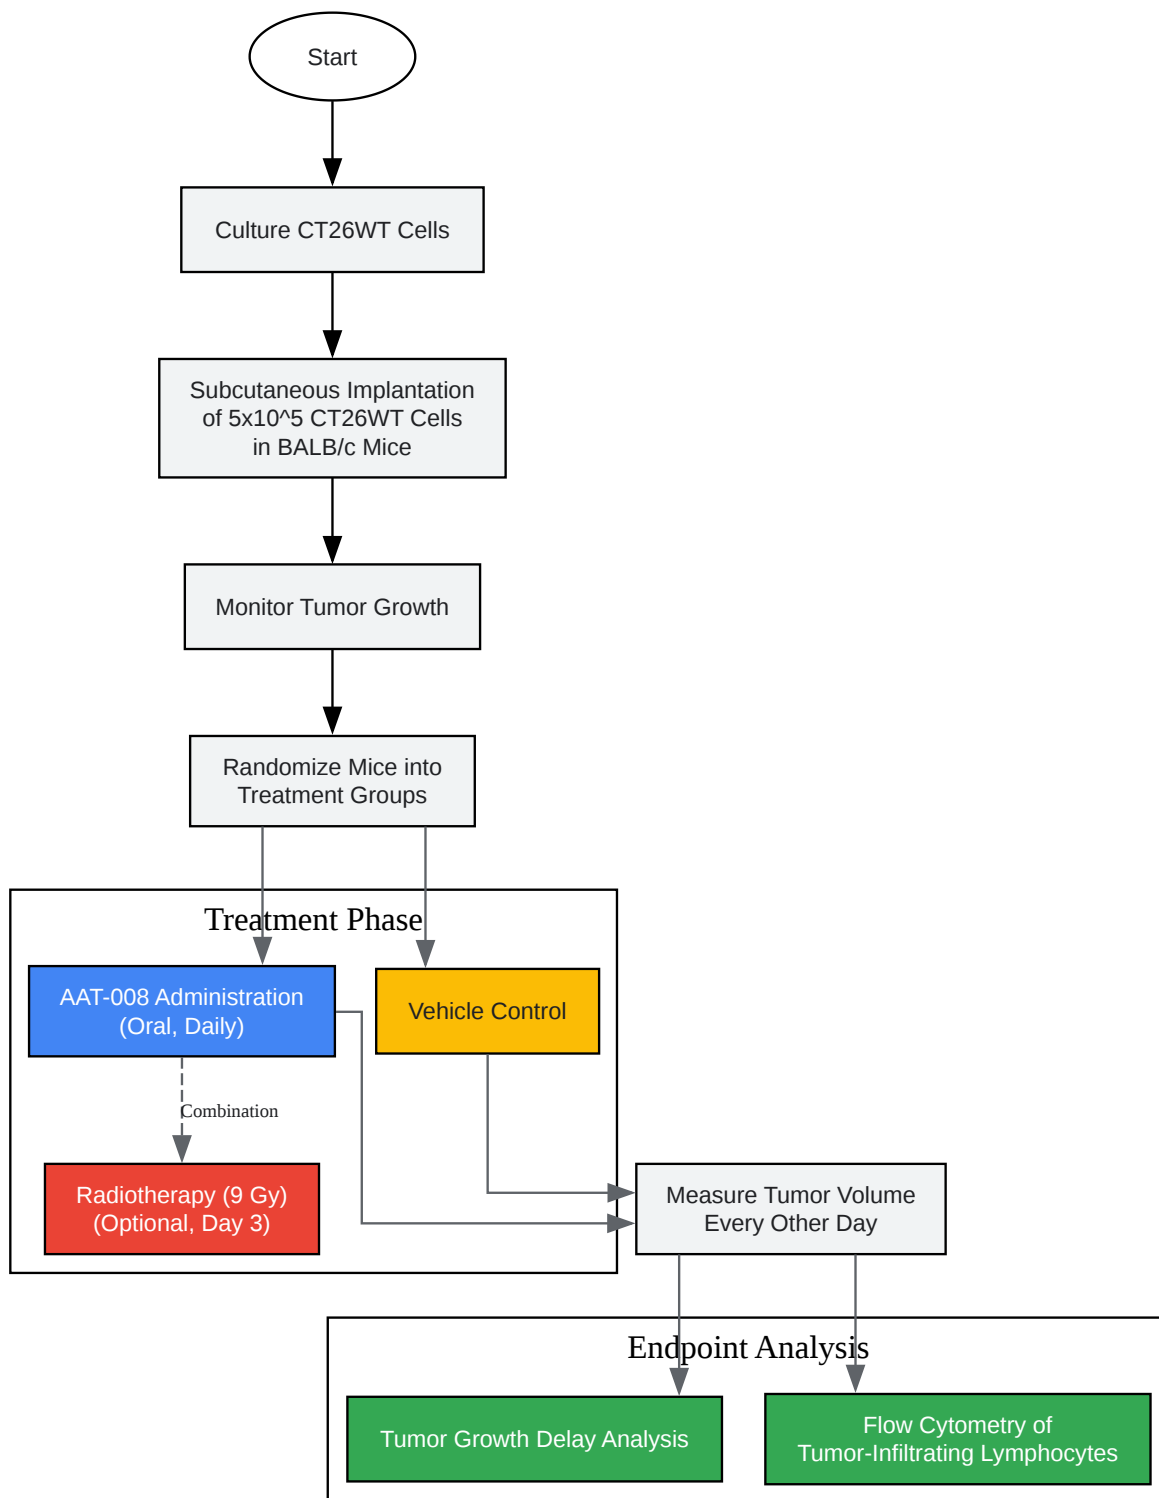 Start
Culture CT26WT Cells
Subcutaneous Implantation
of 5x10^5 CT26WT Cells
in BALB/c Mice
Monitor Tumor Growth
Randomize Mice into
Treatment Groups
Treatment Phase
AAT-008 Administration
(Oral, Daily)
Vehicle Control
Combination
Radiotherapy (9 Gy)
(Optional, Day 3)
Measure Tumor Volume
Every Other Day
Endpoint Analysis
Tumor Growth Delay Analysis
Flow Cytometry of
Tumor-Infiltrating Lymphocytes